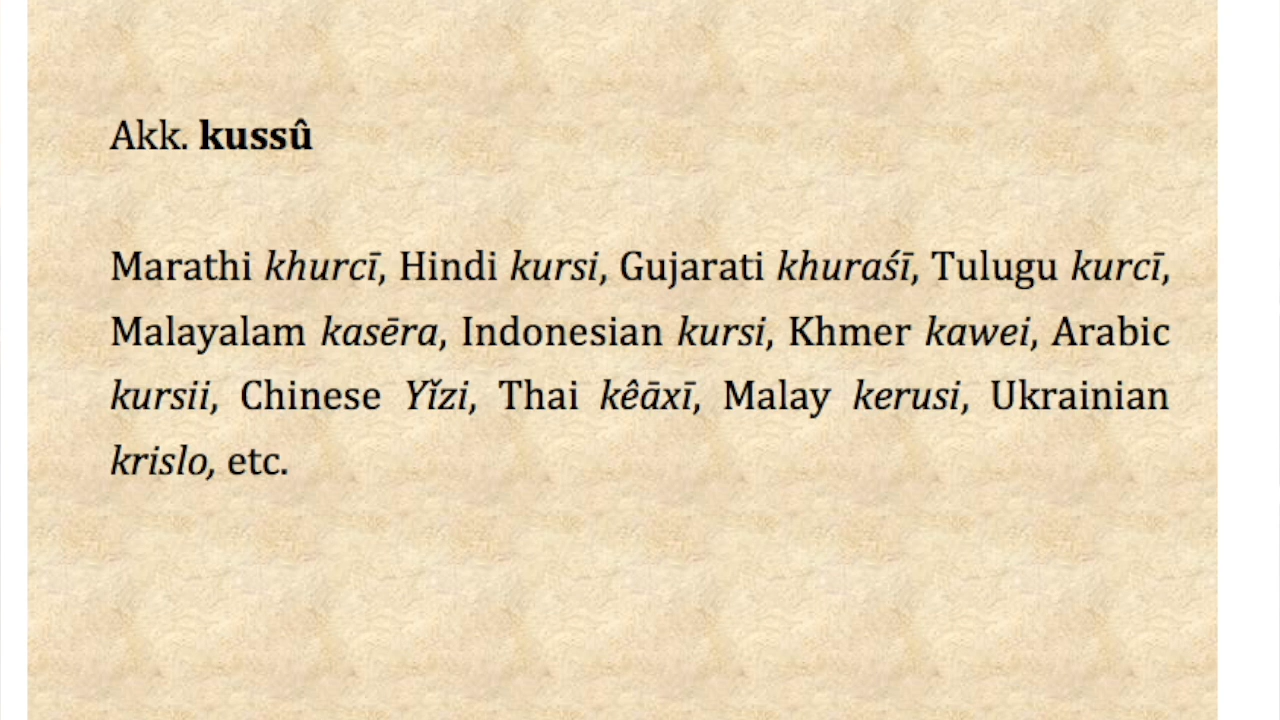 Akk. kussû
Marathi khurcī, Hindi kursi, Gujarati khuraśī, Tulugu kurcī,
Malayalam kasēra, Indonesian kursi, Khmer kawei, Arabic
kursii, Chinese Yǐzi, Thai kêāxī, Malay kerusi, Ukrainian
krislo, etc.